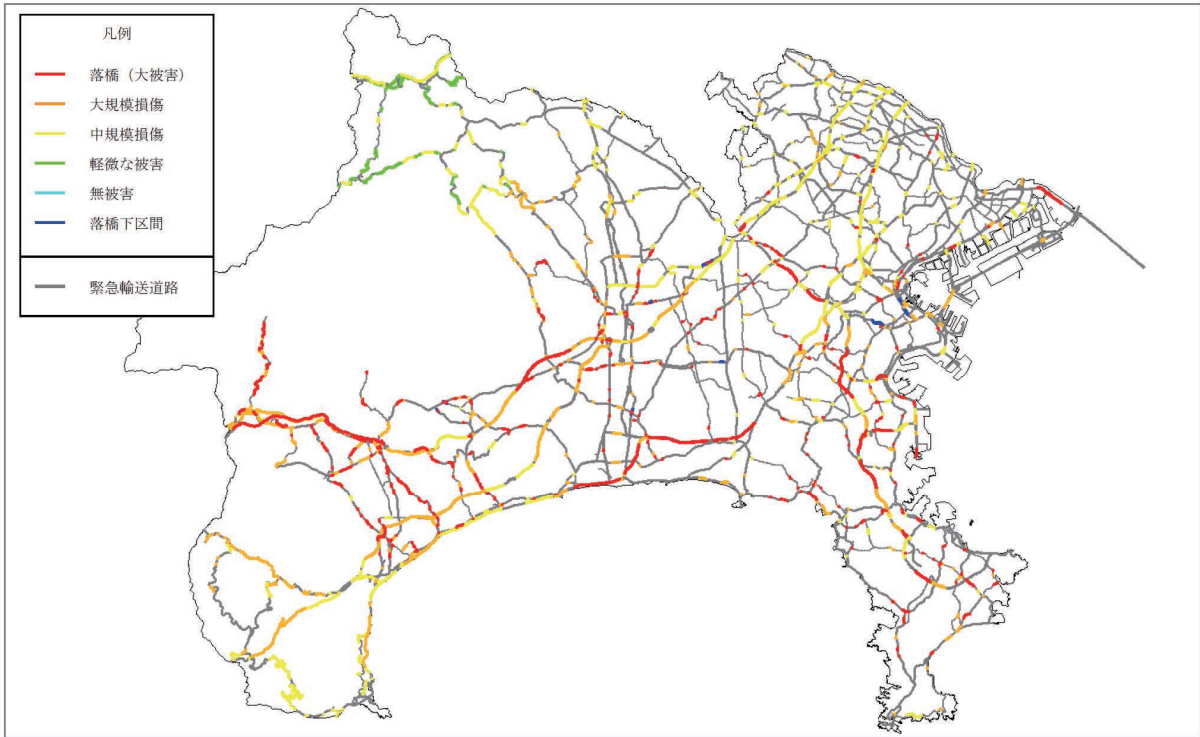 凡例
落橋（大被害）
大規模損傷
中規模損傷
軽微な被害
無被害
落橋下区間
緊急輸送道路